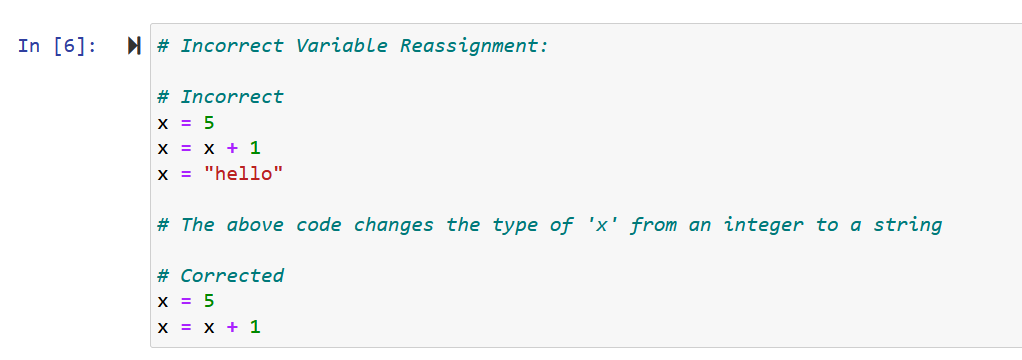 In [6]:
# Incorrect Variable Reassignment:
# Incorrect
x = 5
x = x + 1
x = "hello"
# The above code changes the type of 'x' from an integer to a string
# Corrected
x = 5
x = x + 1